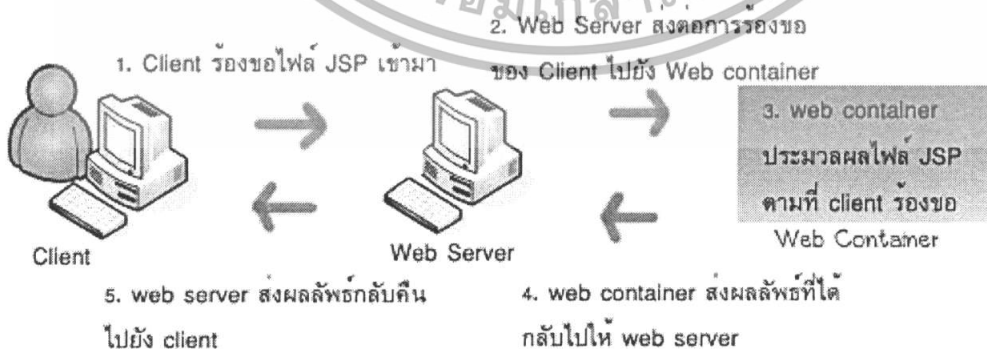 1. Client ร้องขอไฟล์ JSP เข้ามา
2. Web Server ส่งต่อการร้องขอ
ของ Client ไปยัง Web container
3. web container
ประมวลผลไฟล์ JSP
ตามที่ client ร้องขอ
Web Container
Client
Web Server
4. web container ส่งผลลัพธ์ที่ได้
กลับไปให้ web server
5. web server ส่งผลลัพธ์กลับคืน
ไปยัง client